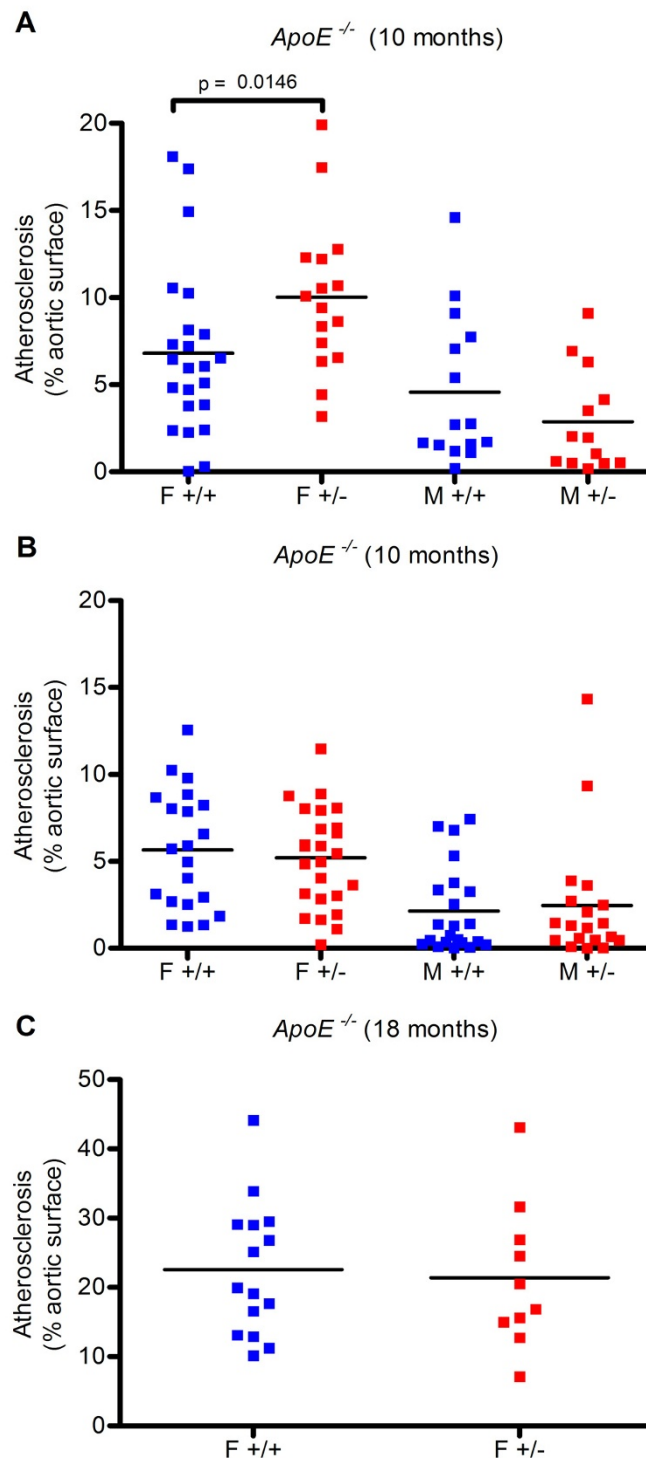 A
ApoE -/- (10 months)
p = 0.0146
Atherosclerosis
(% aortic surface)
20
15
10
5
0
F +/+ F +/- M +/+ M +/-
B
ApoE -/- (10 months)
Atherosclerosis
(% aortic surface)
20
15
10
5
0
F +/+ F +/- M +/+ M +/-
C
ApoE -/- (18 months)
Atherosclerosis
(% aortic surface)
50
40
30
20
10
0
F +/+ F +/-